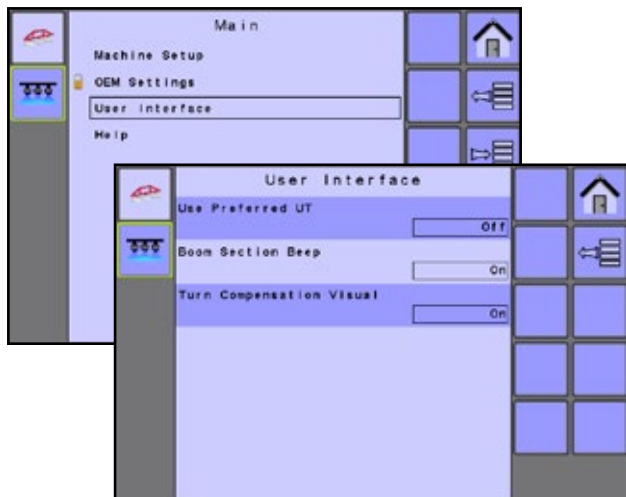 Main
Machine Setup
OEM Settings
User Interface
Help
User Interface
Use Preferred UT
Off
Boom Section Beep
On
Turn Compensation Visual
On